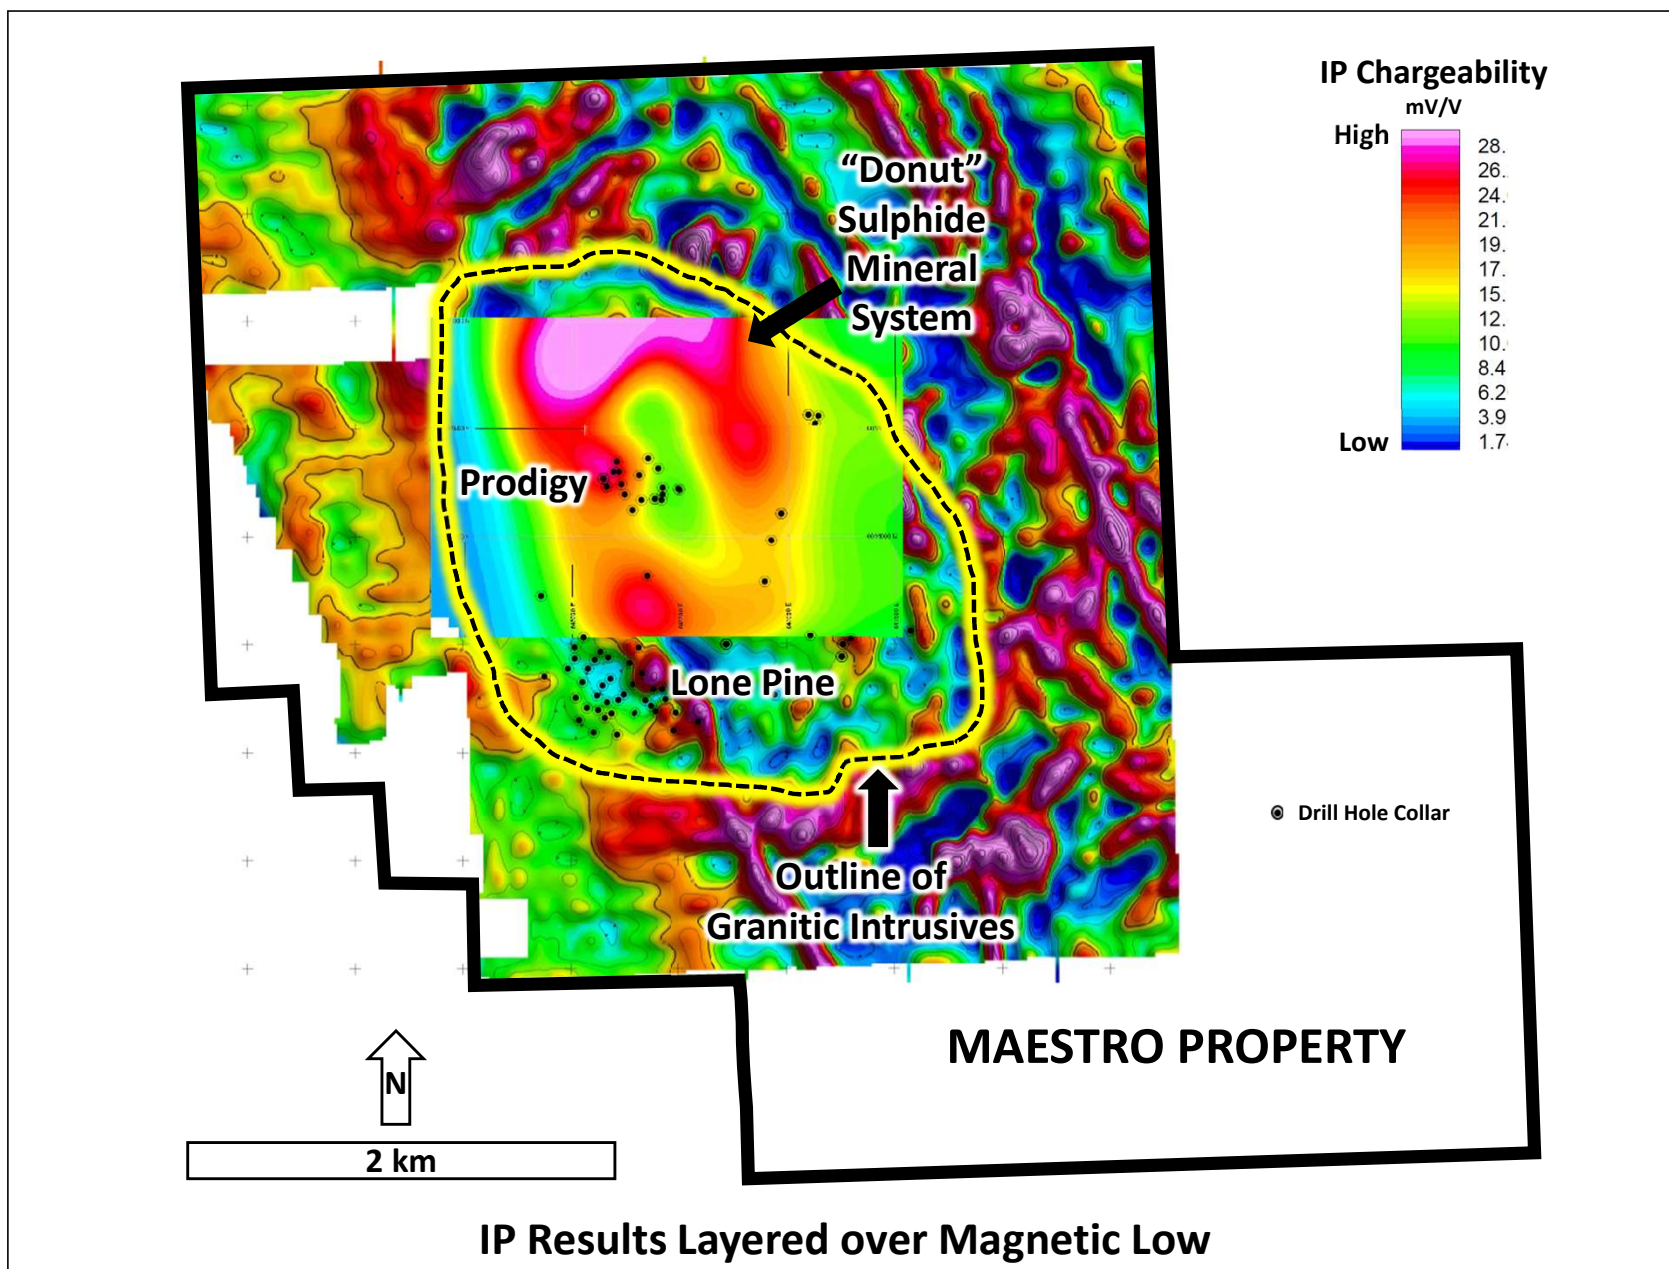 IP Chargeability
mV/V
High
28.
26.
24.
21.
19.
17.
15.
12.
10.
8.4
6.2
3.9
1.7
Low
“Donut”
Sulphide
Mineral
System
Prodigy
Lone Pine
Drill Hole Collar
Outline of
Granitic Intrusives
MAESTRO PROPERTY
N
2 km
IP Results Layered over Magnetic Low